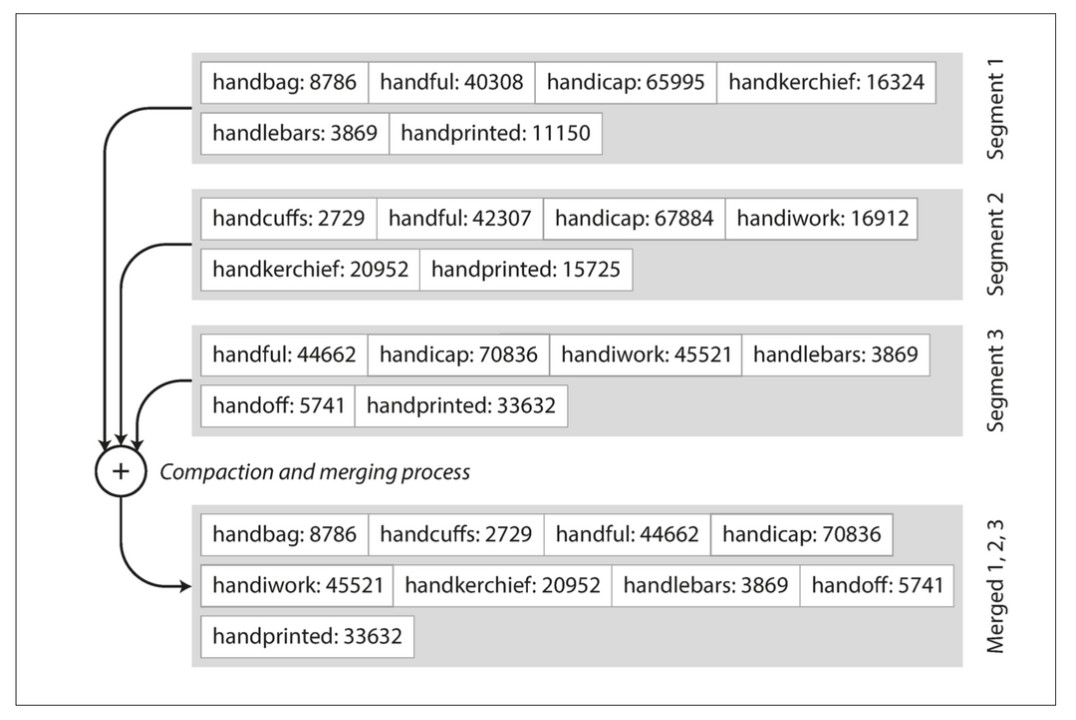 handbag: 8786 handful: 40308 handicap: 65995 handkerchief: 16324
handlebars: 3869 handprinted: 11150
Segment 1
handcuffs: 2729 handful: 42307 handicap: 67884 handiwork: 16912
handkerchief: 20952 handprinted: 15725
Segment 2
handful: 44662 handicap: 70836 handiwork: 45521 handlebars: 3869
handoff: 5741 handprinted: 33632
Segment 3
+ Compaction and merging process
handbag: 8786 handcuffs: 2729 handful: 44662 handicap: 70836
handiwork: 45521 handkerchief: 20952 handlebars: 3869 handoff: 5741
handprinted: 33632
Merged 1, 2, 3